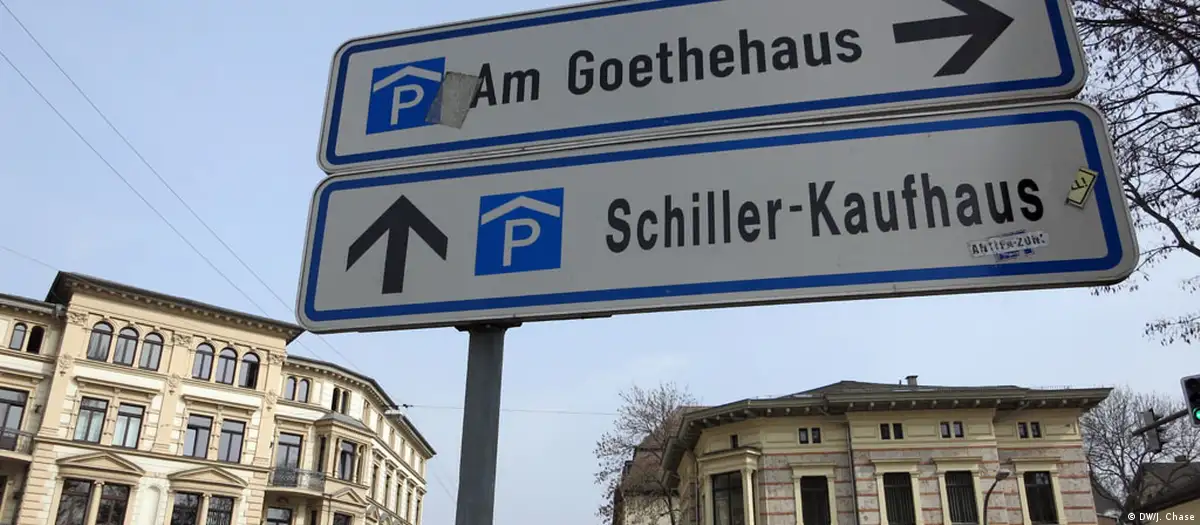 P Am Goethehaus
P Schiller-Kaufhaus
© DW/J. Chase